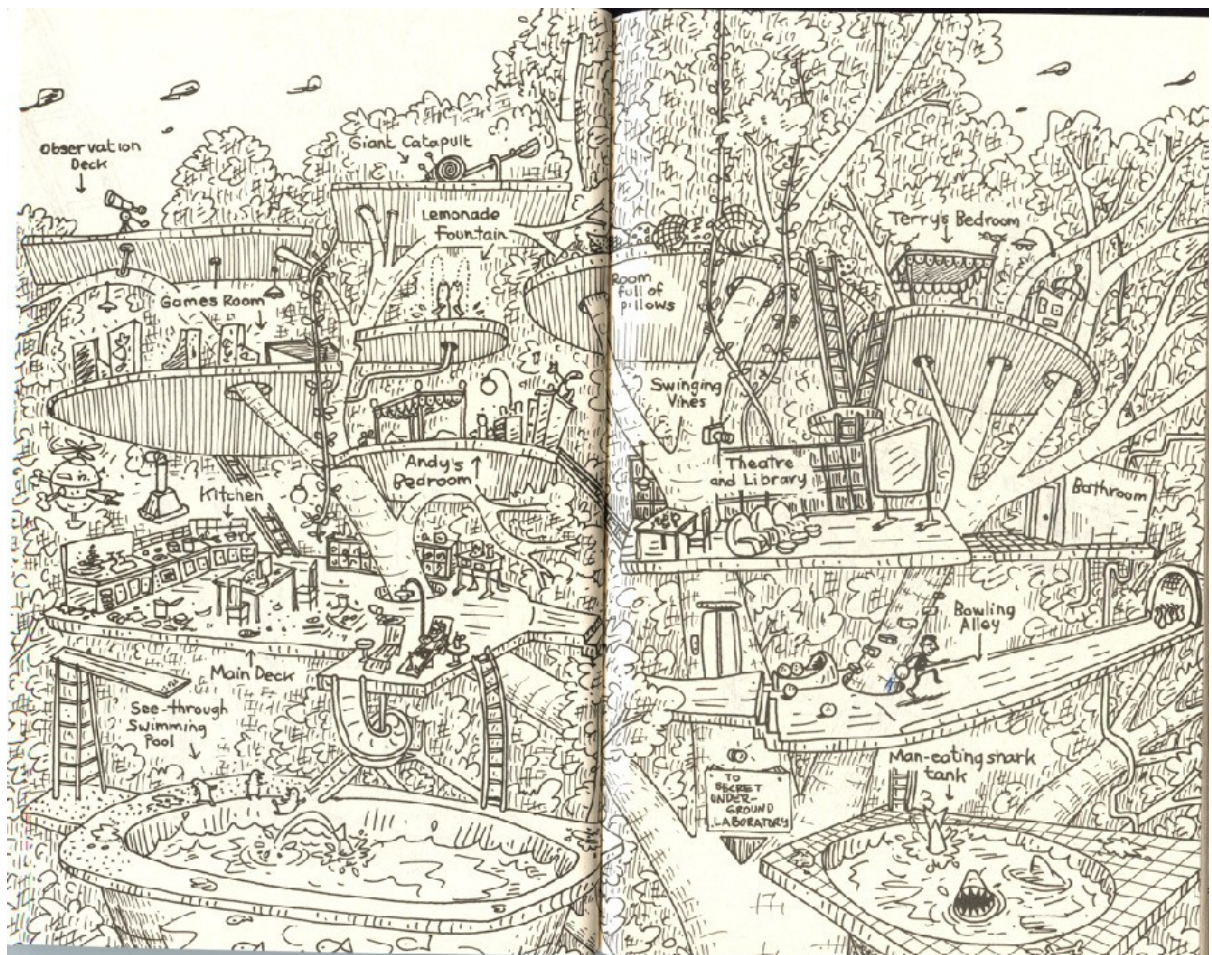 Observation
Deck
Giant Catapult
Lemonade
fountain
Games Room
Andy's
Bedroom
Kitchen
Main Deck
See-through
Swimming
Pool
Room
full of
pillows
Terry's Bedroom
Swinging
Vines
Theatre
and Library
Bathroom
Bowling
Alley
Man-eating shark
tank
TO
SECRET
UNDER-
GROUND
LABORATORY